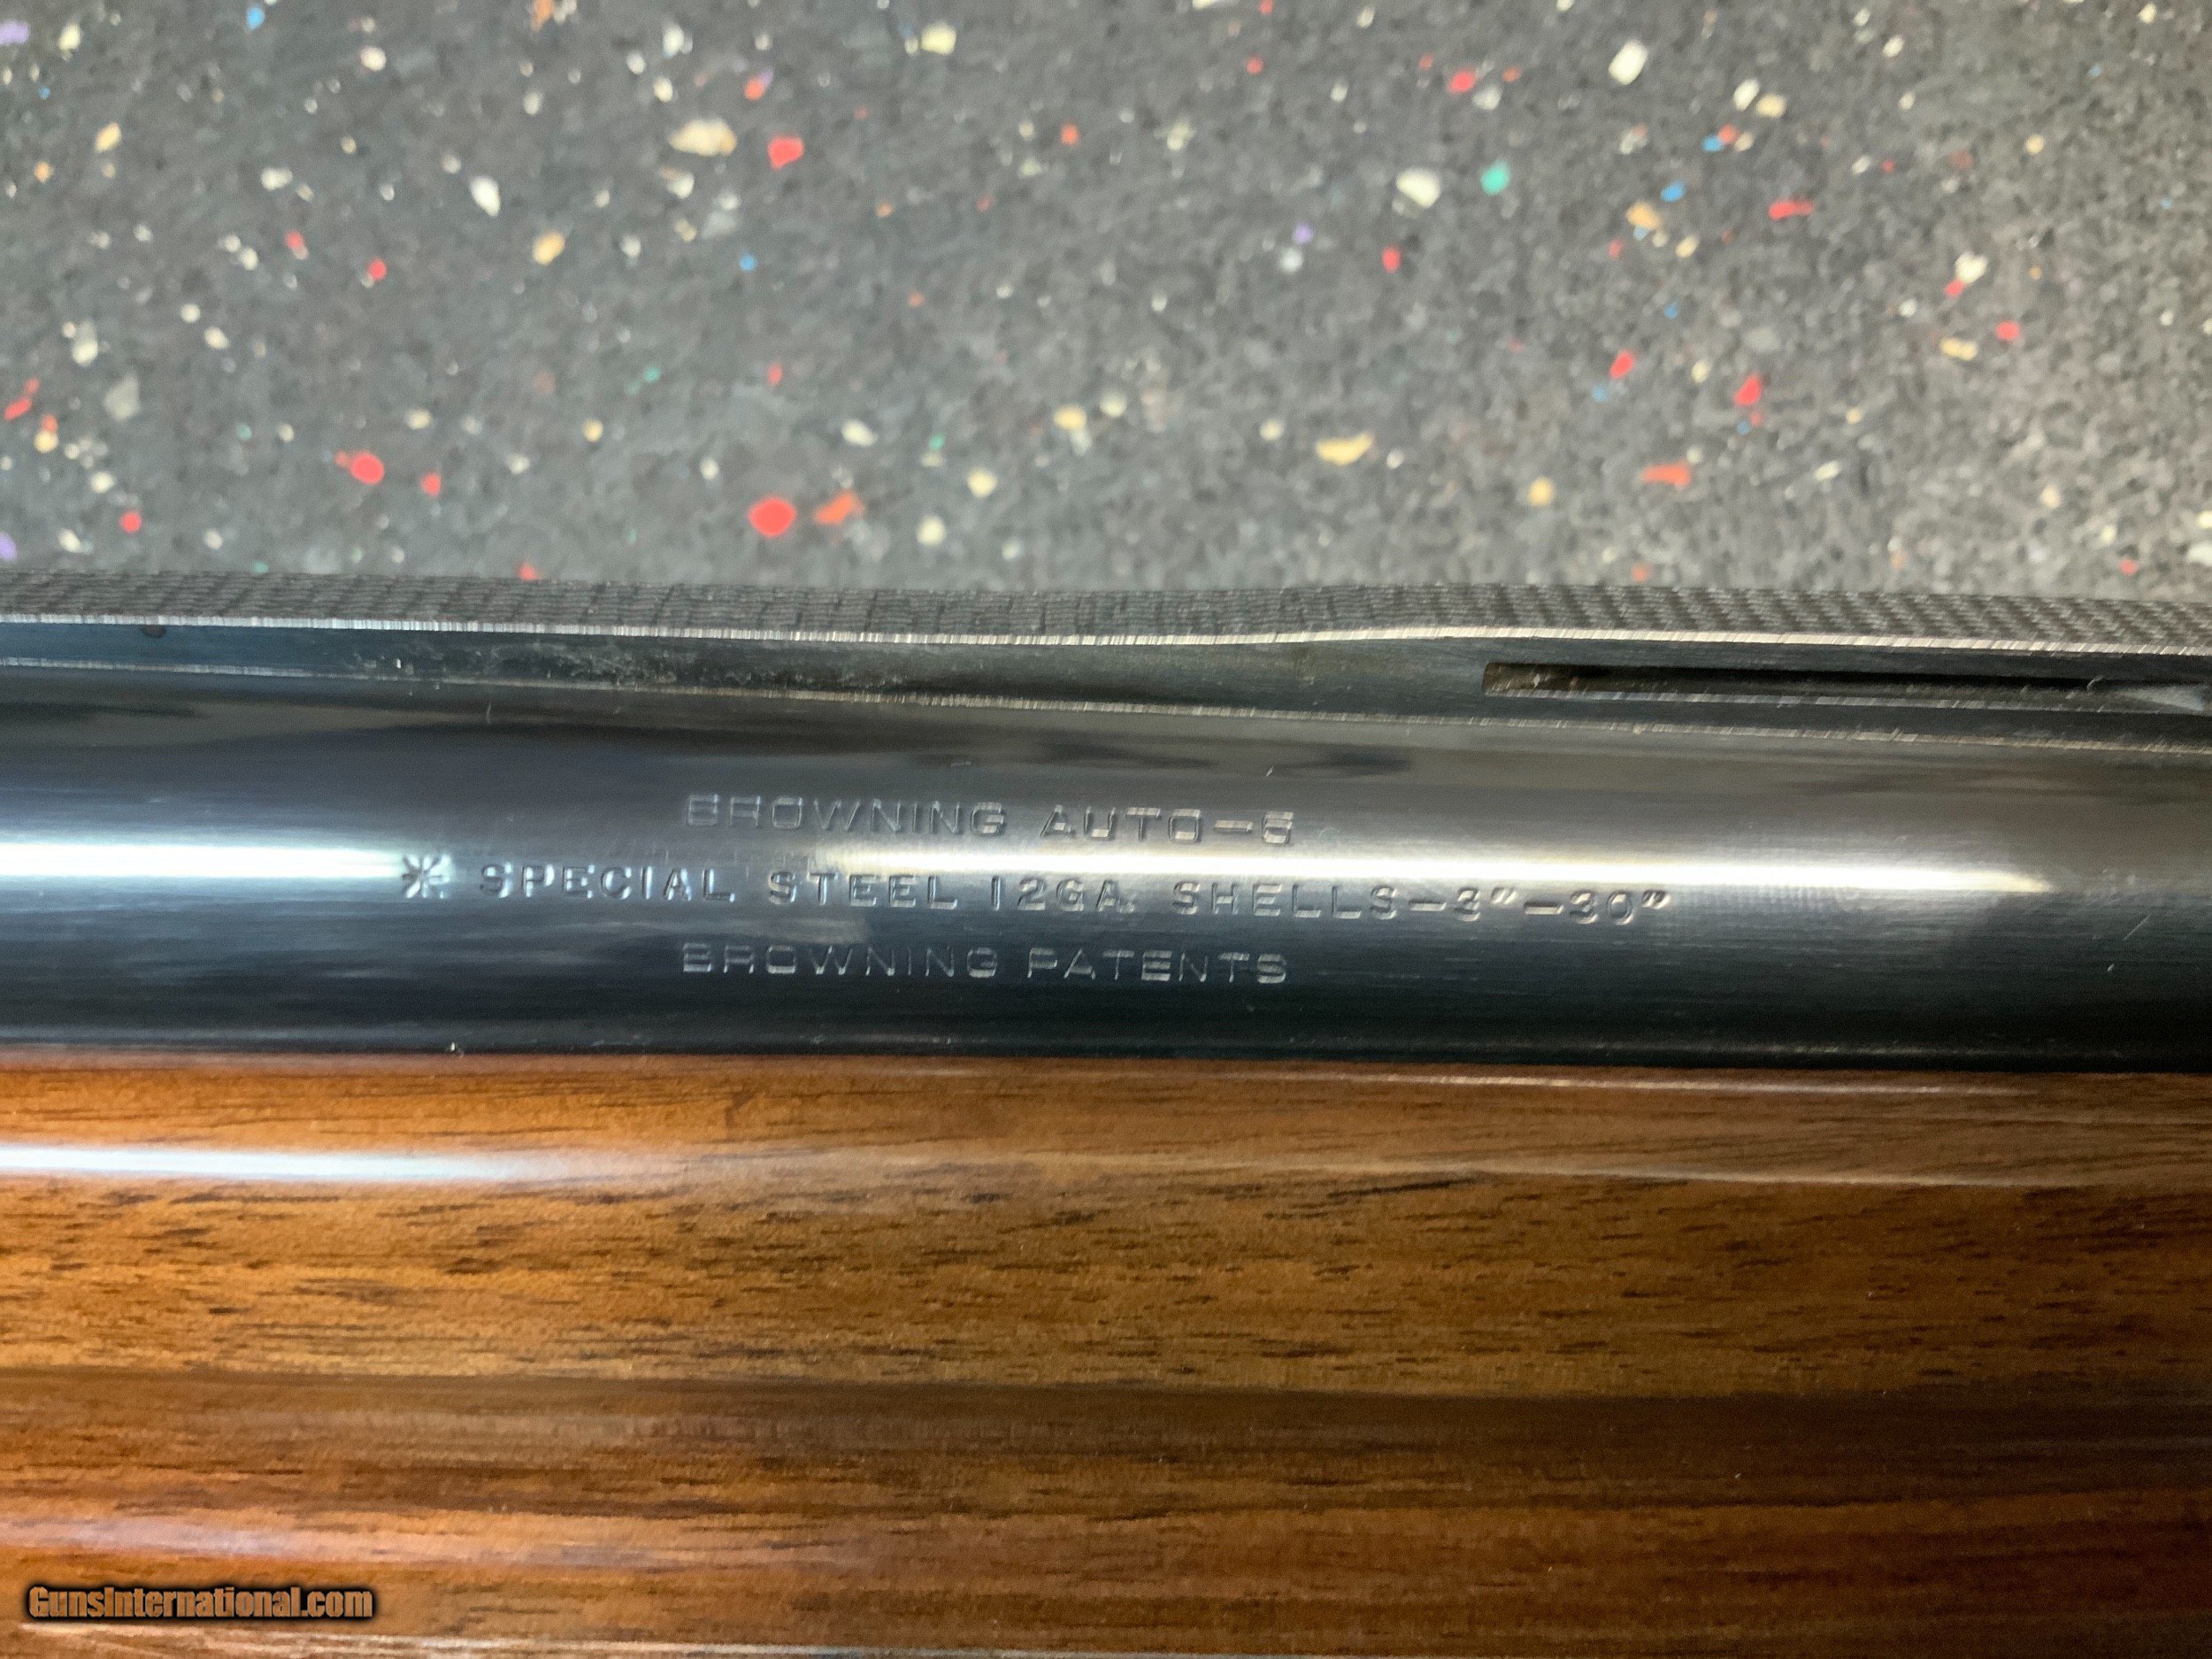 BROWNING AUTO-5
* SPECIAL STEEL 12GA. SHELLS-3"-30"
BROWNING PATENTS
GunsInternational.com